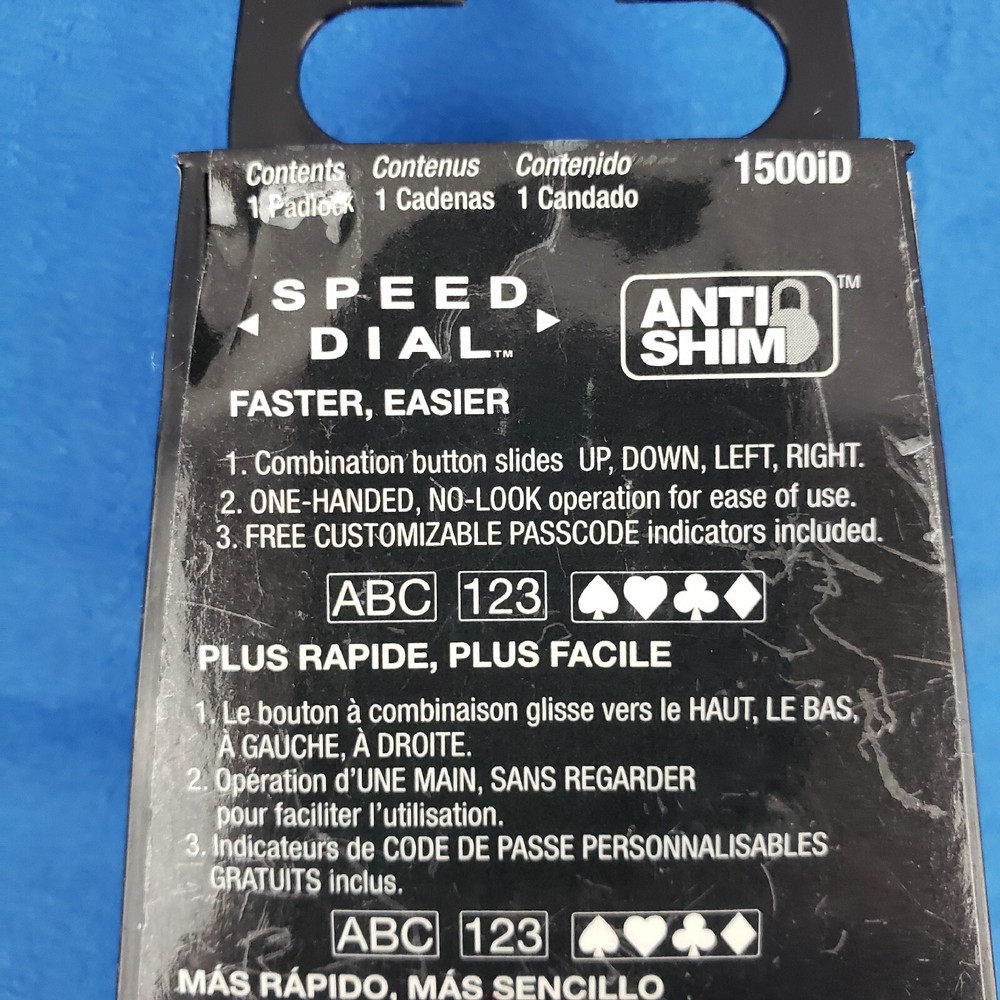 Contents Contenus Contenido 1500iD
1 Padlock 1 Cadenas 1 Candado
SPEED
DIAL™
ANTI
SHIM™
FASTER, EASIER
1. Combination button slides UP, DOWN, LEFT, RIGHT.
2. ONE-HANDED, NO-LOOK operation for ease of use.
3. FREE CUSTOMIZABLE PASSCODE indicators included.
ABC 123 ♠♥♣♦
PLUS RAPIDE, PLUS FACILE
1. Le bouton à combinaison glisse vers le HAUT, LE BAS,
À GAUCHE, À DROITE.
2. Opération d'UNE MAIN, SANS REGARDER
pour faciliter l'utilisation.
3. Indicateurs de CODE DE PASSE PERSONNALISABLES
GRATUITS inclus.
ABC 123 ♠♥♣♦
MÁS RÁPIDO, MÁS SENCILLO